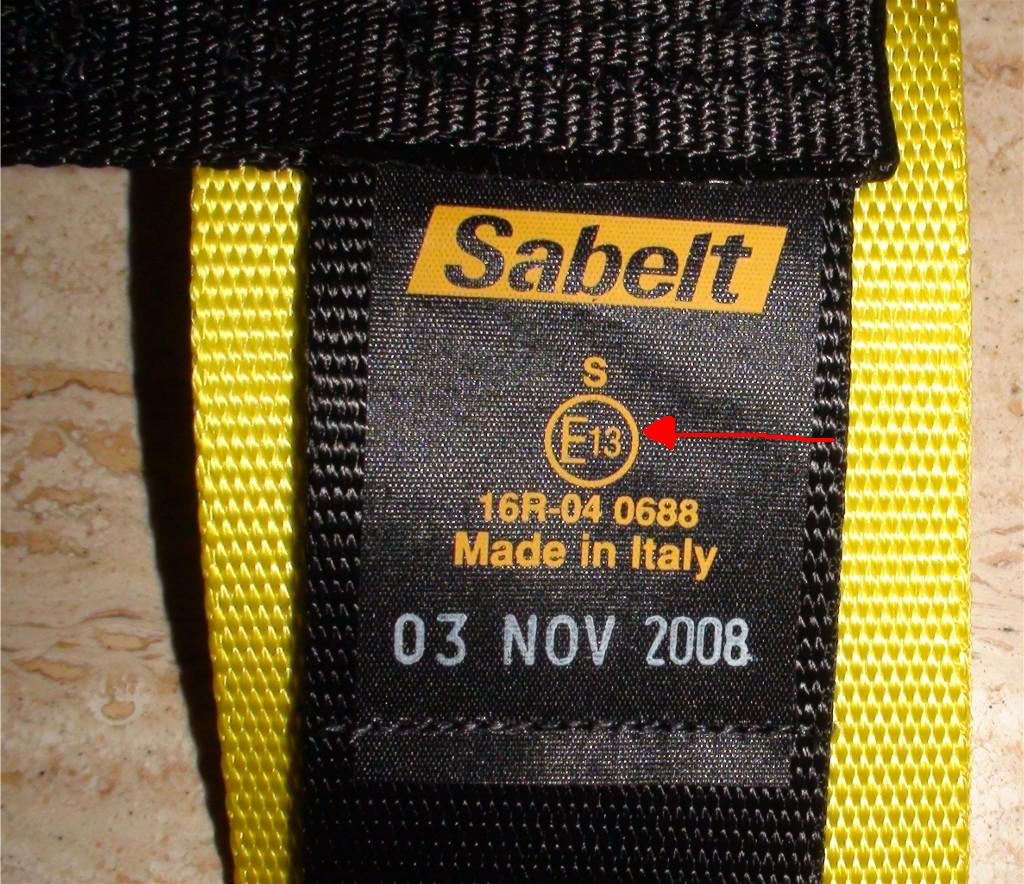 Sabelt
S
E13
16R-04 0688
Made in Italy
03 NOV 2008